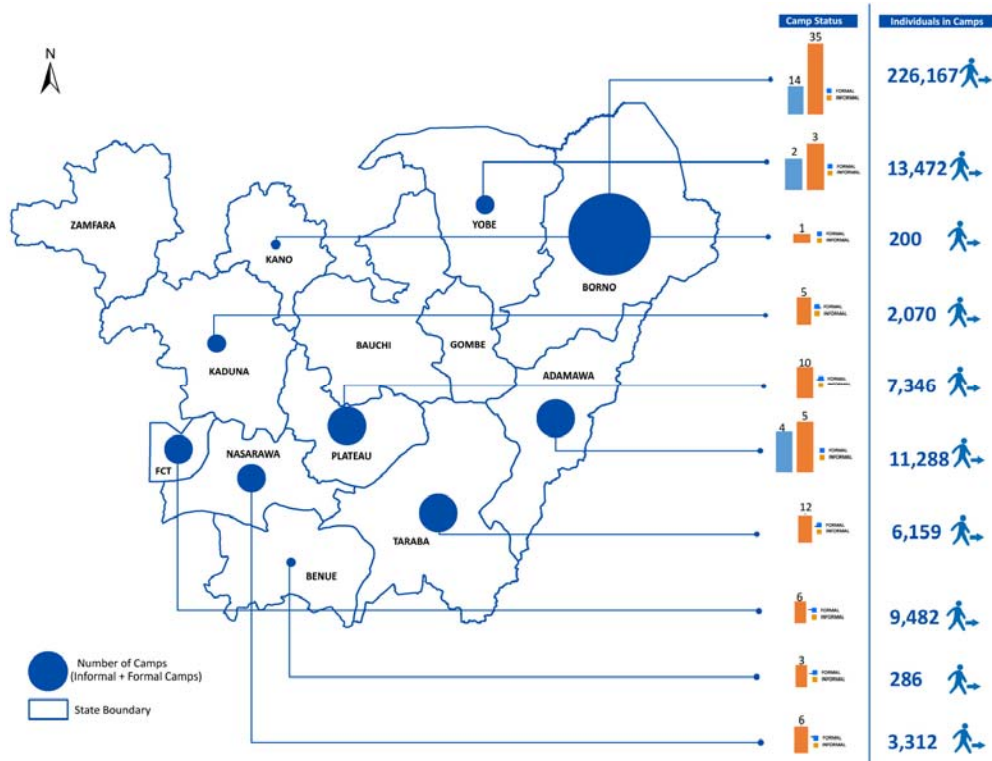 Camp Status
Individuals in Camps
N
35
14
FORMAL
INFORMAL
226,167
3
2
FORMAL
INFORMAL
13,472
ZAMFARA
YOBE
KANO
1
FORMAL
INFORMAL
200
BORNO
5
FORMAL
INFORMAL
2,070
BAUCHI
GOMBE
KADUNA
ADAMAWA
10
FORMAL
7,346
5
4
FORMAL
INFORMAL
11,288
NASARAWA
PLATEAU
FCT
12
FORMAL
INFORMAL
6,159
TARABA
BENUE
6
FORMAL
INFORMAL
9,482
Number of Camps
(Informal + Formal Camps)
State Boundary
3
FORMAL
INFORMAL
286
6
FORMAL
INFORMAL
3,312